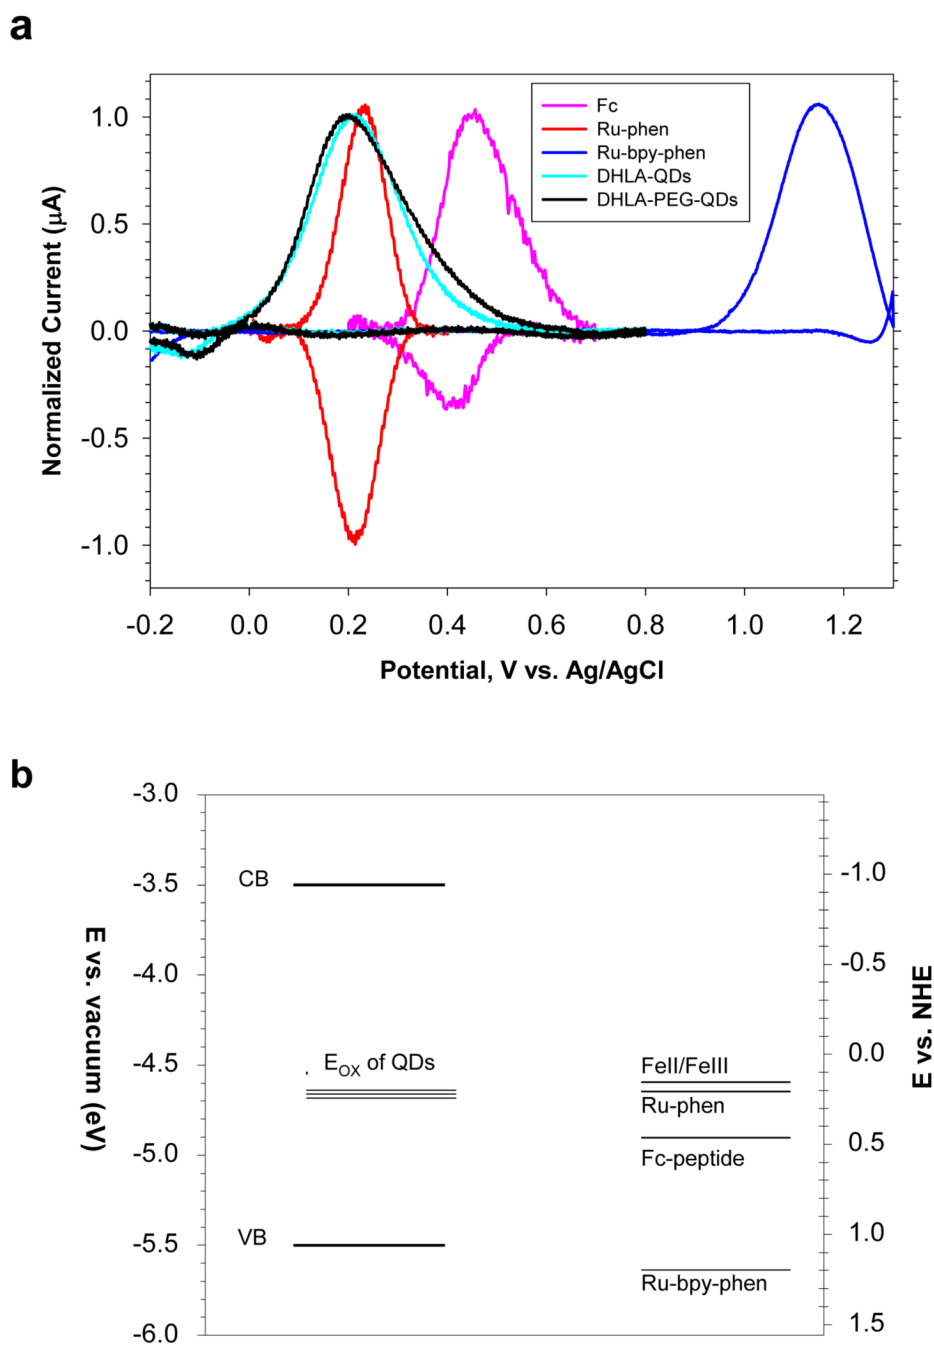 a
Normalized Current (μA)
1.0
0.5
0.0
-0.5
-1.0
Fc
Ru-phen
Ru-bpy-phen
DHLA-QDs
DHLA-PEG-QDs
-0.2 0.0 0.2 0.4 0.6 0.8 1.0 1.2
Potential, V vs. Ag/AgCl
b
E vs. vacuum (eV)
-3.0
-3.5
-4.0
-4.5
-5.0
-5.5
-6.0
CB
EOX of QDs
VB
FeII/FeIII
Ru-phen
Fc-peptide
Ru-bpy-phen
-1.0
-0.5
0.0
0.5
1.0
1.5
E vs. NHE